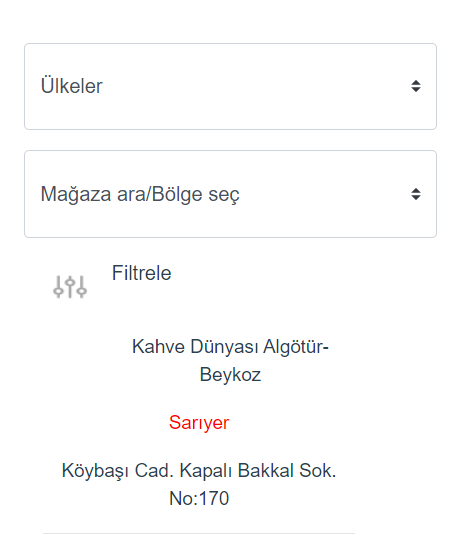 Ülkeler
Mağaza ara/Bölge seç
Filtrele
Kahve Dünyası Algötür-
Beykoz
Sarıyer
Köybaşı Cad. Kapalı Bakkal Sok.
No:170